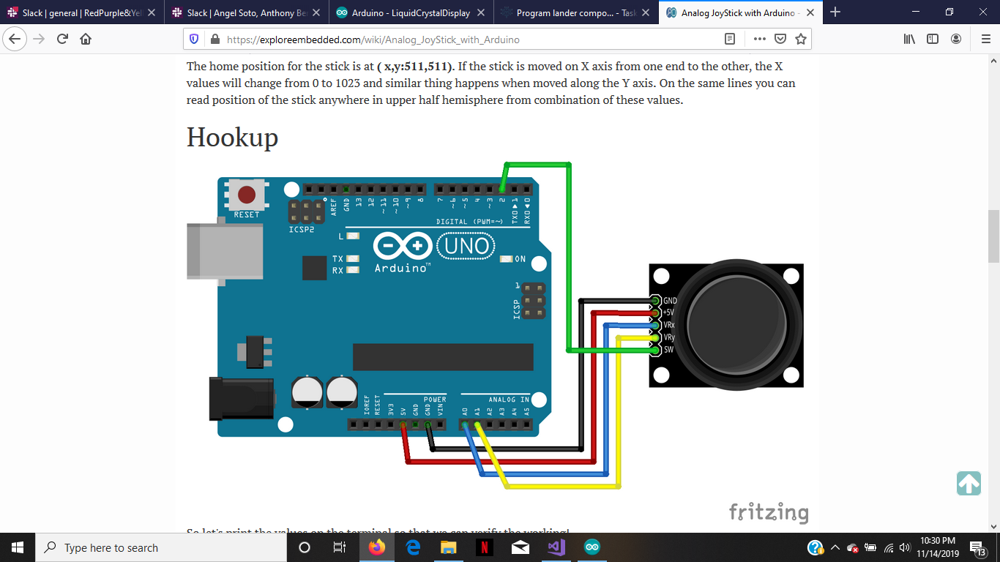 Slack | general | RedPurple&Ye
Slack | Angel Soto, Anthony Be
Arduino - LiquidCrystalDisplay
Program lander compo... - Task
Analog JoyStick with Arduino -
https://exploreembedded.com/wiki/Analog_JoyStick_with_Arduino
The home position for the stick is at ( x,y:511,511). If the stick is moved on X axis from one end to the other, the X
values will change from 0 to 1023 and similar thing happens when moved along the Y axis. On the same lines you can
read position of the stick anywhere in upper half hemisphere from combination of these values.
Hookup
RESET
ICSP2
AREF
GND
13
12
~11
~10
~9
8
7
~6
~5
4
~3
2
TX0 ▶ 1
RX0 ◀ 0
DIGITAL (PWM=~)
L
TX
RX
UNO
Arduino™
ON
1
ICSP
GND
+5V
VRx
VRy
SW
IOREF
RESET
3V3
5V
GND
GND
VIN
POWER
ANALOG IN
A0
A1
A2
A3
A4
A5
fritzing
So let's print the values on the terminal so that we can verify the working!
Type here to search
N
10:30 PM
11/14/2019
13